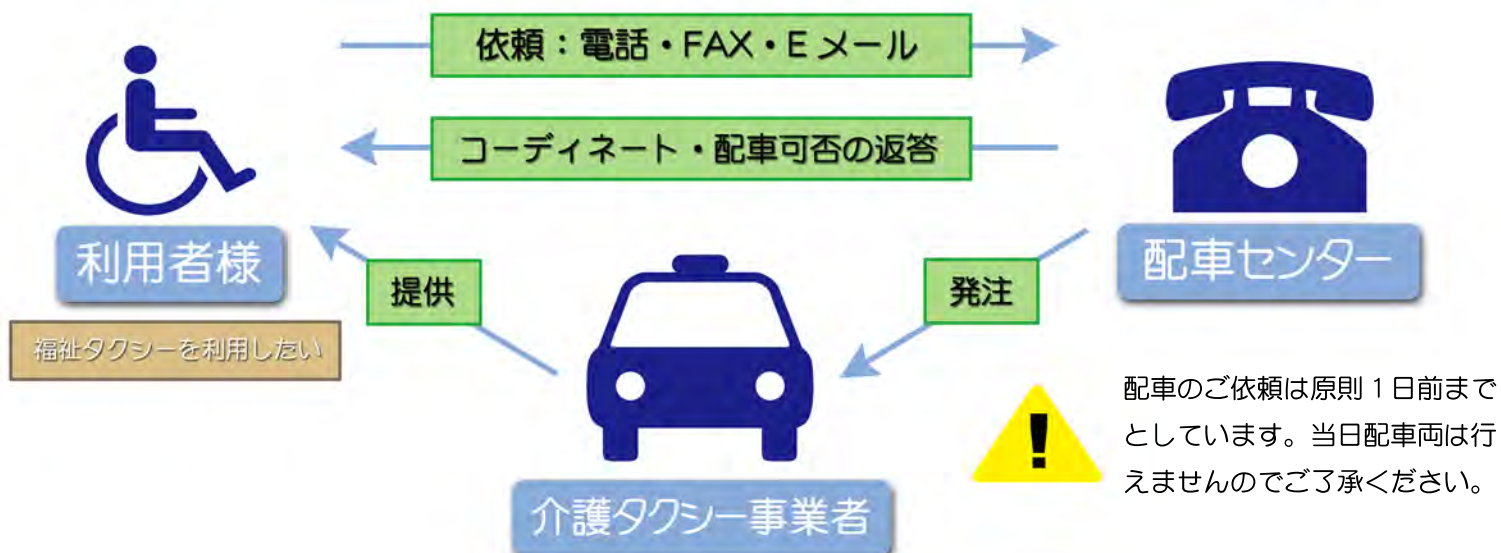 依頼：電話・FAX・Eメール
コーディネート・配車可否の返答
利用者様
配車センター
提供
発注
福祉タクシーを利用したい
配車のご依頼は原則1日前まで
としています。当日配車両は行
えませんのでご了承ください。
介護タクシー事業者